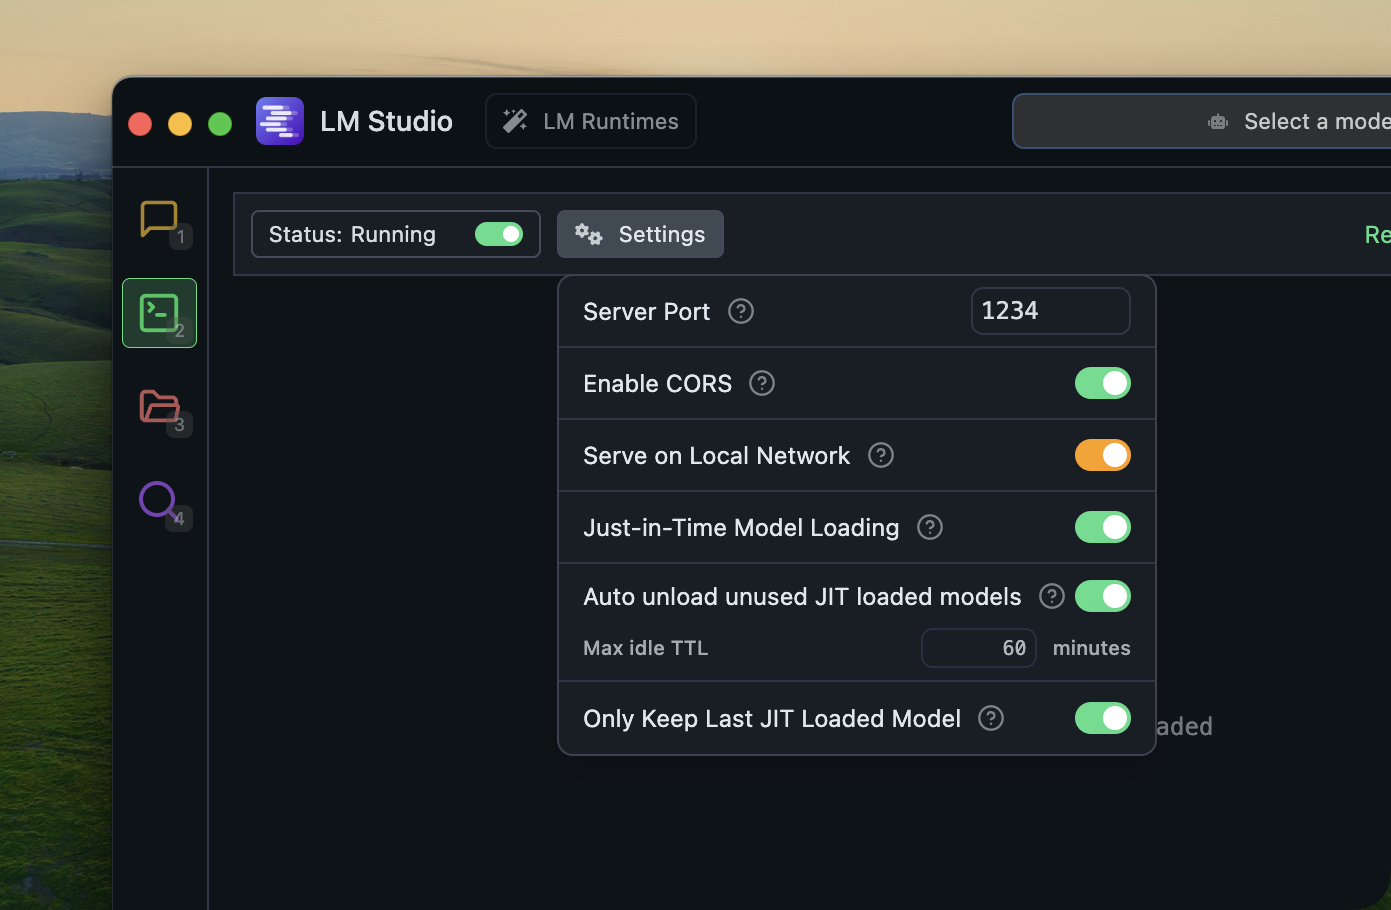 LM Studio
LM Runtimes
Select a mode
1
Status: Running
Settings
Re
2
Server Port ?
1234
Enable CORS ?
3
Serve on Local Network ?
4
Just-in-Time Model Loading ?
Auto unload unused JIT loaded models ?
Max idle TTL
60 minutes
Only Keep Last JIT Loaded Model ?
aded